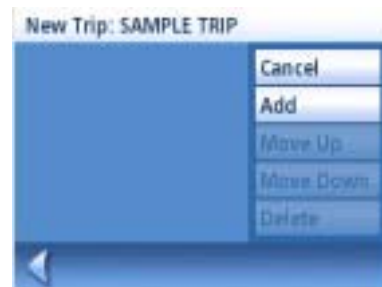 New Trip: SAMPLE TRIP
Cancel
Add
Move Up
Move Down
Delete